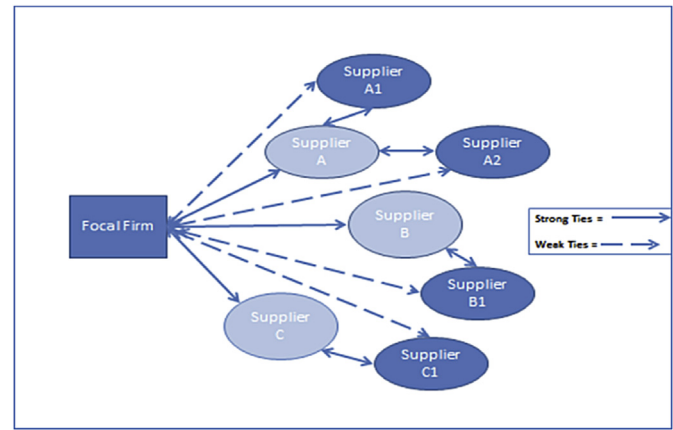 Supplier
A1
Supplier
A
Supplier
A2
Focal Firm
Supplier
B
Strong Ties =
Weak Ties =
Supplier
B1
Supplier
C
Supplier
C1